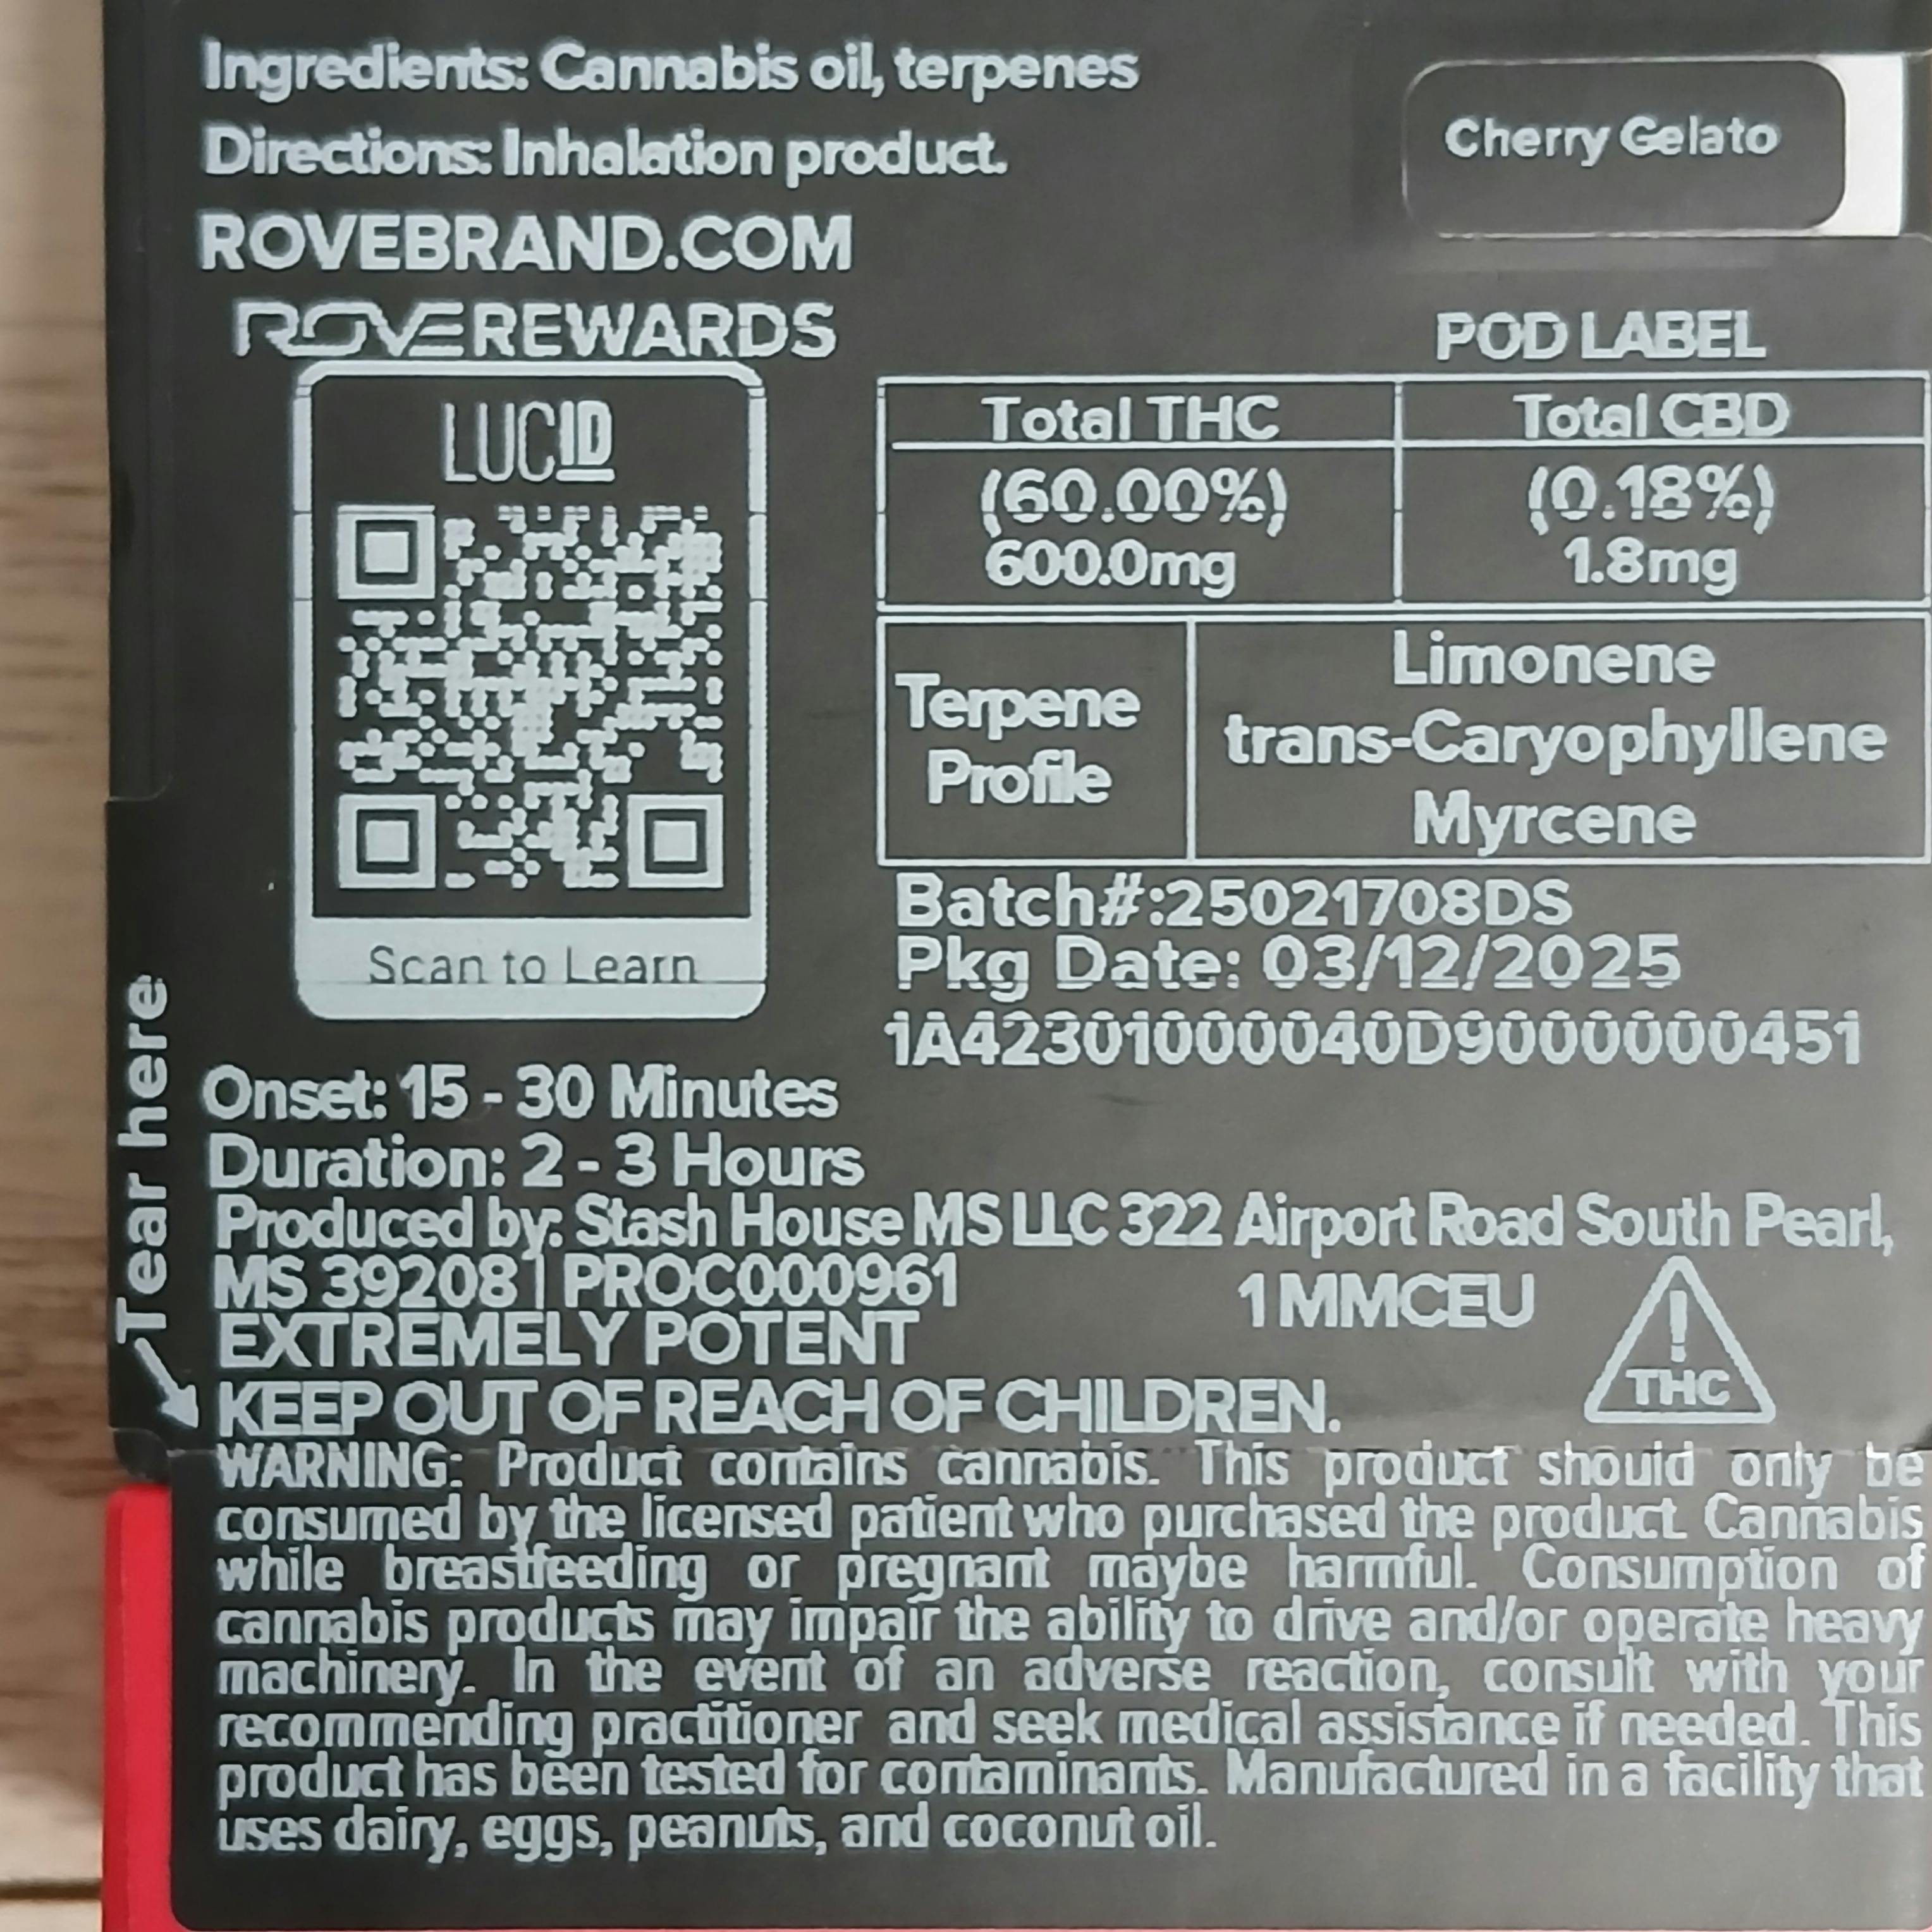 Ingredients: Cannabis oil, terpenes
Directions: Inhalation product.
Cherry Gelato
ROVEBRAND.COM
ROVE REWARDS
LUCID
Scan to Learn
POD LABEL
Total THC Total CBD
(60.00%) (0.18%)
600.0mg 1.8mg
Terpene
Profile
Limonene
trans-Caryophyllene
Myrcene
Batch#:25021708DS
Pkg Date: 03/12/2025
1A42301000040D9000000451
Tear here
Onset: 15 - 30 Minutes
Duration: 2 - 3 Hours
Produced by: Stash House MS LLC 322 Airport Road South Pearl,
MS 39208 | PROC000961
1 MMCEU
EXTREMELY POTENT
! THC
KEEP OUT OF REACH OF CHILDREN.
WARNING: Product contains cannabis. This product should only be
consumed by the licensed patient who purchased the product. Cannabis
while breastfeeding or pregnant maybe harmful. Consumption of
cannabis products may impair the ability to drive and/or operate heavy
machinery. In the event of an adverse reaction, consult with your
recommending practitioner and seek medical assistance if needed. This
product has been tested for contaminants. Manufactured in a facility that
uses dairy, eggs, peanuts, and coconut oil.